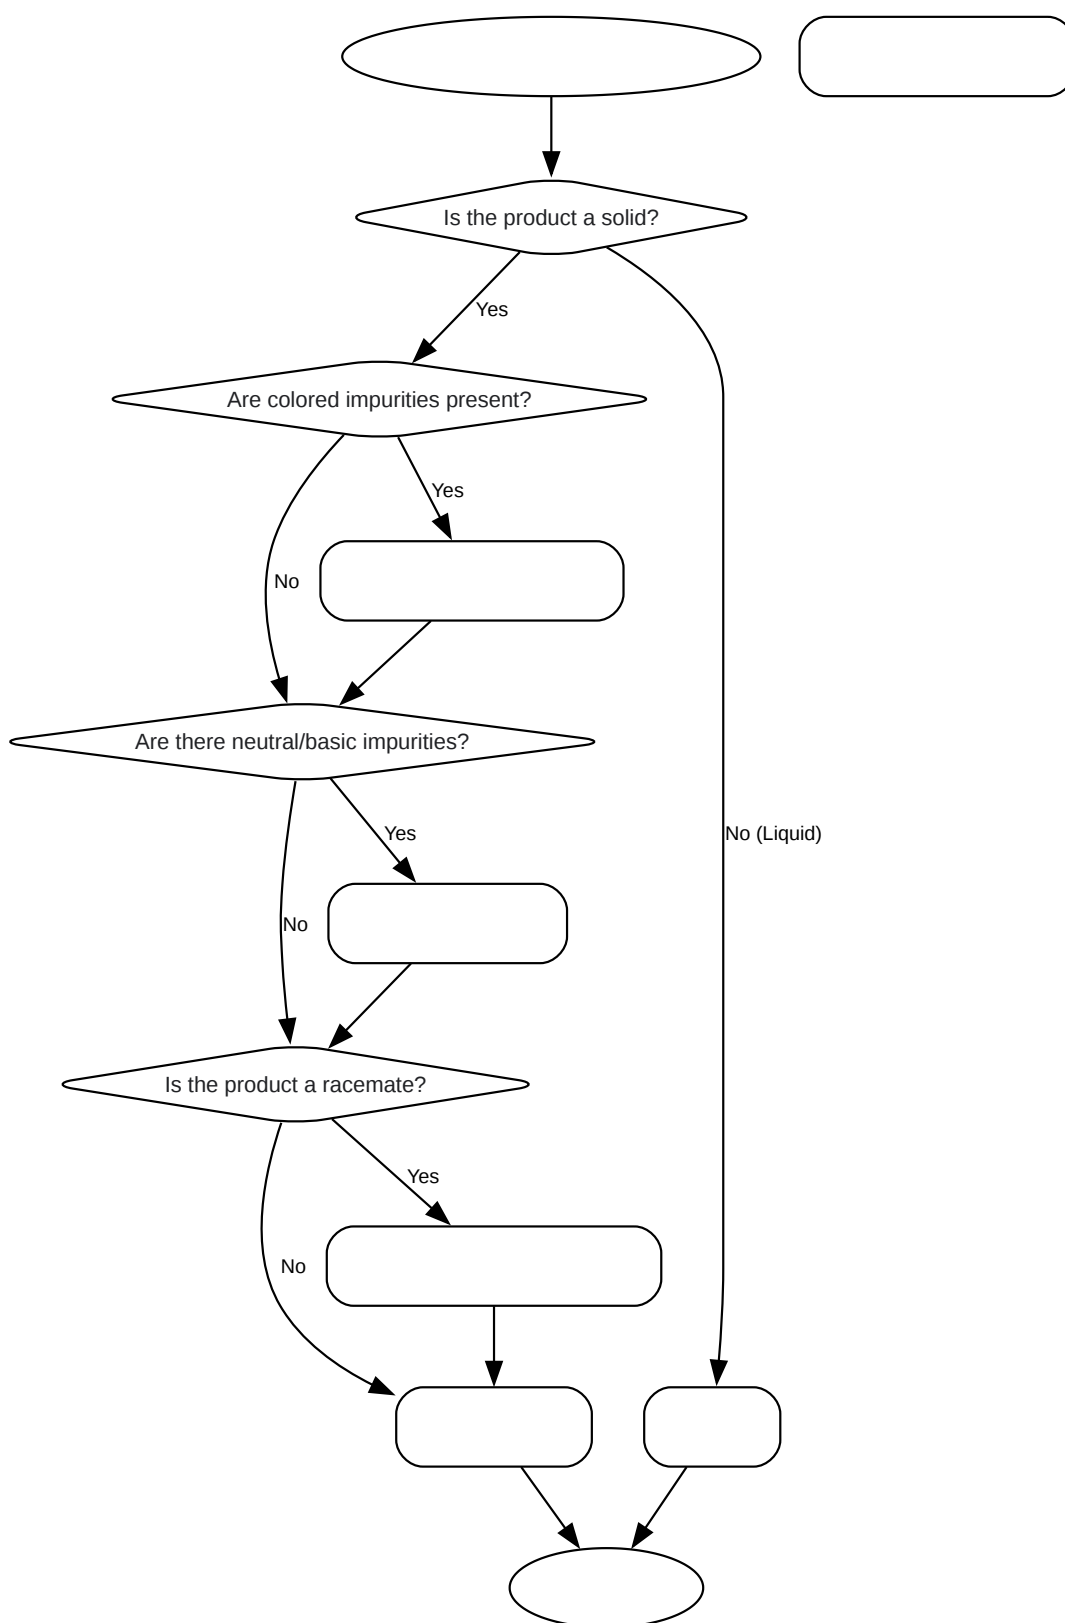 Is the product a solid?
Yes
Are colored impurities present?
Yes
No
Are there neutral/basic impurities?
Yes
No (Liquid)
No
Is the product a racemate?
Yes
No